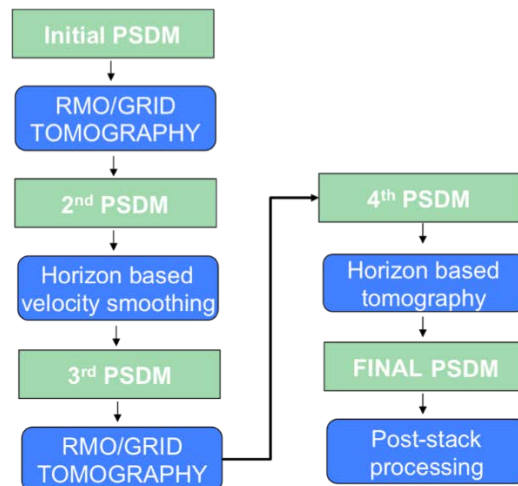 Initial PSDM
RMO/GRID
TOMOGRAPHY
2nd PSDM
Horizon based
velocity smoothing
3rd PSDM
RMO/GRID
TOMOGRAPHY
4th PSDM
Horizon based
tomography
FINAL PSDM
Post-stack
processing